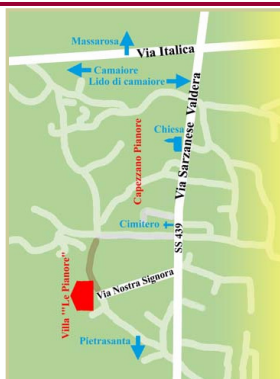 Massarosa
Via Italica
Camaiore
Lido di camaiore
Chiesa
Via Sarzanese Valdera
Capezzano Pianore
Cimitero
SS 439
Via Nostra Signora
Villa "'Le Pianore"
Pietrasanta